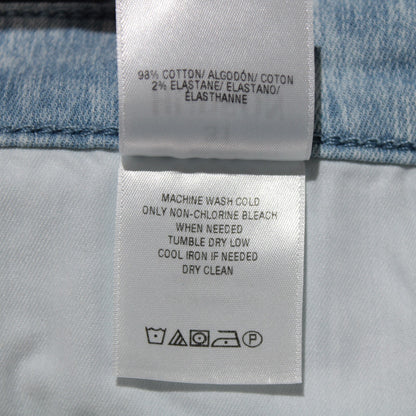 98% COTTON/ ALGODÓN/ COTON
2% ELASTANE/ ELASTANO/
ÉLASTHANNE
MACHINE WASH COLD
ONLY NON-CHLORINE BLEACH
WHEN NEEDED
TUMBLE DRY LOW
COOL IRON IF NEEDED
DRY CLEAN
P